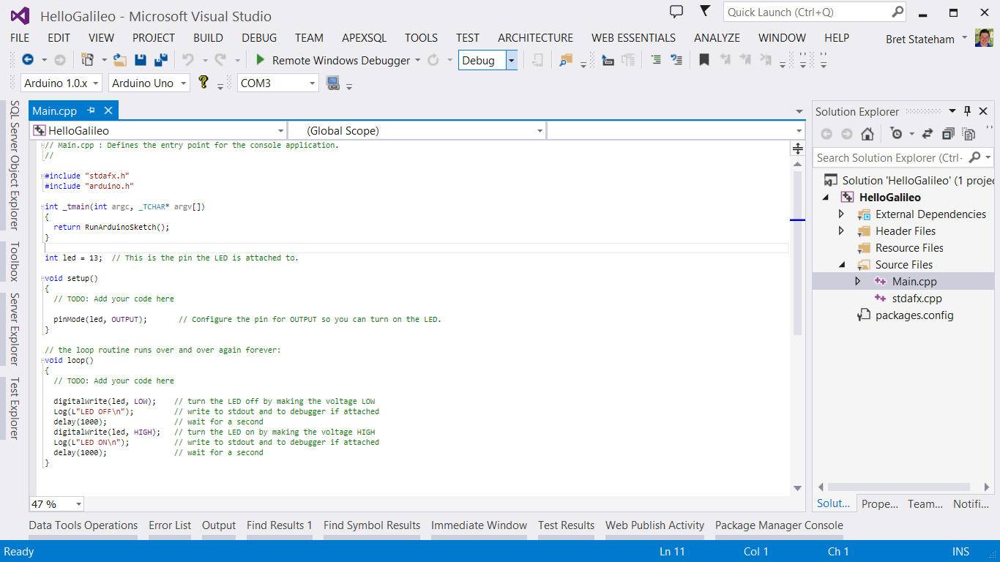 HelloGalileo - Microsoft Visual Studio
Quick Launch (Ctrl+Q)
FILE EDIT VIEW PROJECT BUILD DEBUG TEAM APEXSQL TOOLS TEST ARCHITECTURE WEB ESSENTIALS ANALYZE WINDOW HELP Bret Stateham
Remote Windows Debugger Debug
Arduino 1.0.x Arduino Uno ? COM3
SQL Server Object Explorer
Toolbox
Server Explorer
Test Explorer
Main.cpp
HelloGalileo (Global Scope)
// Main.cpp : Defines the entry point for the console application.
//
#include "stdafx.h"
#include "arduino.h"
int _tmain(int argc, _TCHAR* argv[])
{
return RunArduinoSketch();
}
int led = 13; // This is the pin the LED is attached to.
void setup()
{
// TODO: Add your code here
pinMode(led, OUTPUT); // Configure the pin for OUTPUT so you can turn on the LED.
}
// the loop routine runs over and over again forever:
void loop()
{
// TODO: Add your code here
digitalWrite(led, LOW); // turn the LED off by making the voltage LOW
Log(L"LED OFF\n"); // write to stdout and to debugger if attached
delay(1000); // wait for a second
digitalWrite(led, HIGH); // turn the LED on by making the voltage HIGH
Log(L"LED ON\n"); // write to stdout and to debugger if attached
delay(1000); // wait for a second
}
47 %
Solution Explorer
Search Solution Explorer (Ctrl-
Solution 'HelloGalileo' (1 projec
HelloGalileo
External Dependencies
Header Files
Resource Files
Source Files
Main.cpp
stdafx.cpp
packages.config
Solut... Prope... Team... Notifi...
Data Tools Operations Error List Output Find Results 1 Find Symbol Results Immediate Window Test Results Web Publish Activity Package Manager Console
Ready Ln 11 Col 1 Ch 1 INS